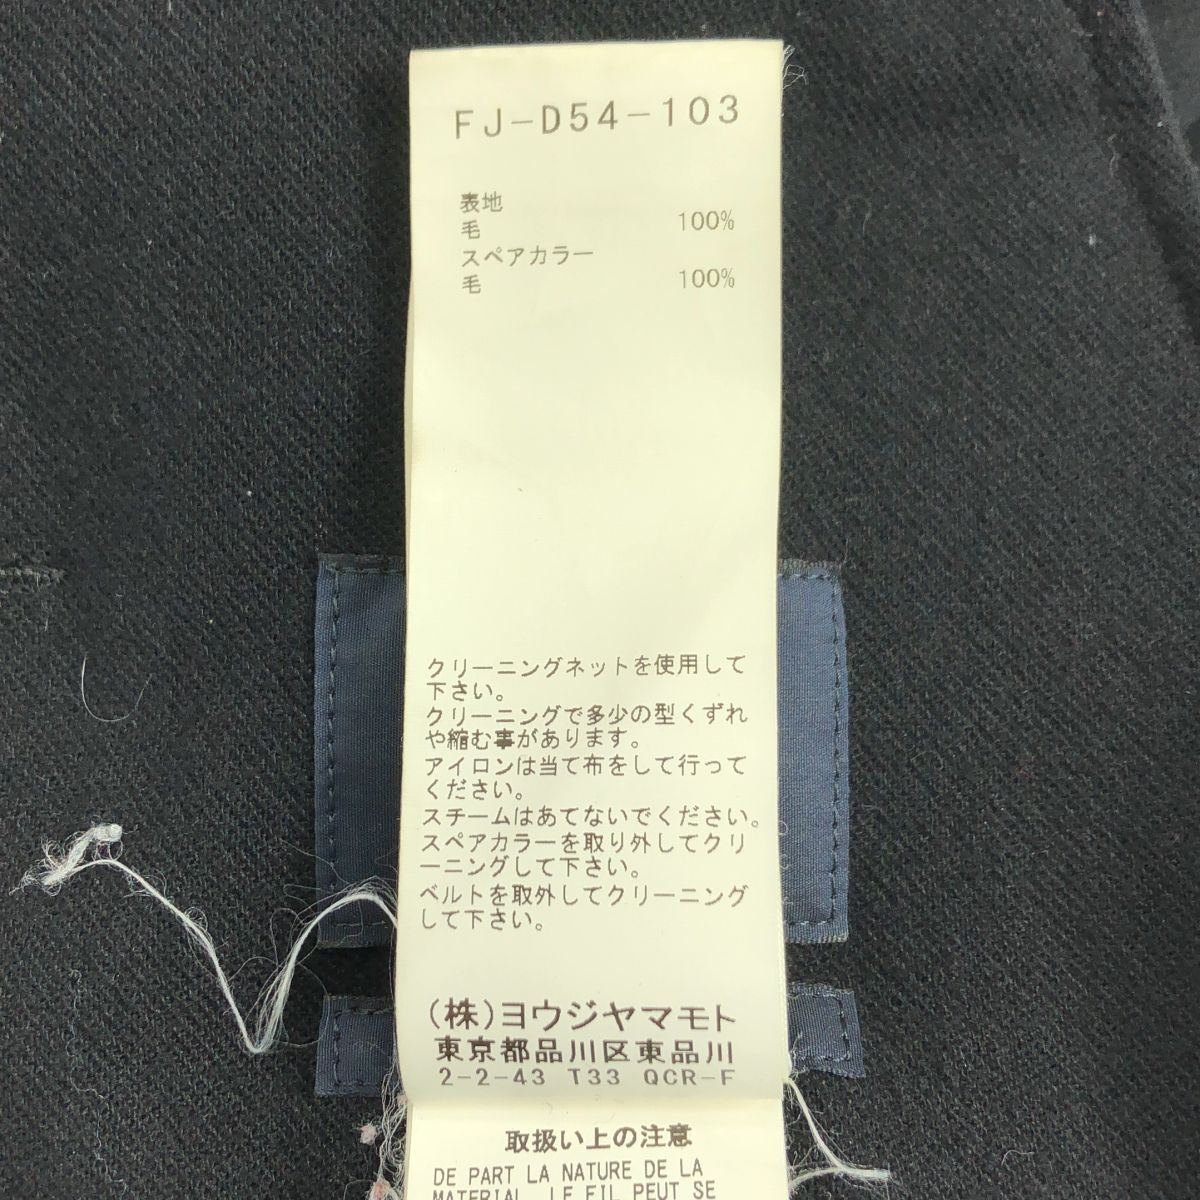 FJ-D54-103
表地
毛 100%
スペアカラー
毛 100%
クリーニングネットを使用して
下さい。
クリーニングで多少の型くずれ
や縮む事があります。
アイロンは当て布をして行って
ください。
スチームはあてないでください。
スペアカラーを取り外してクリ
ーニングして下さい。
ベルトを取外してクリーニング
して下さい。
(株)ヨウジヤマモト
東京都品川区東品川
2-2-43 T33 QCR-F
取扱い上の注意
DE PART LA NATURE DE LA
MATERIAL, LE FIL PEUT SE